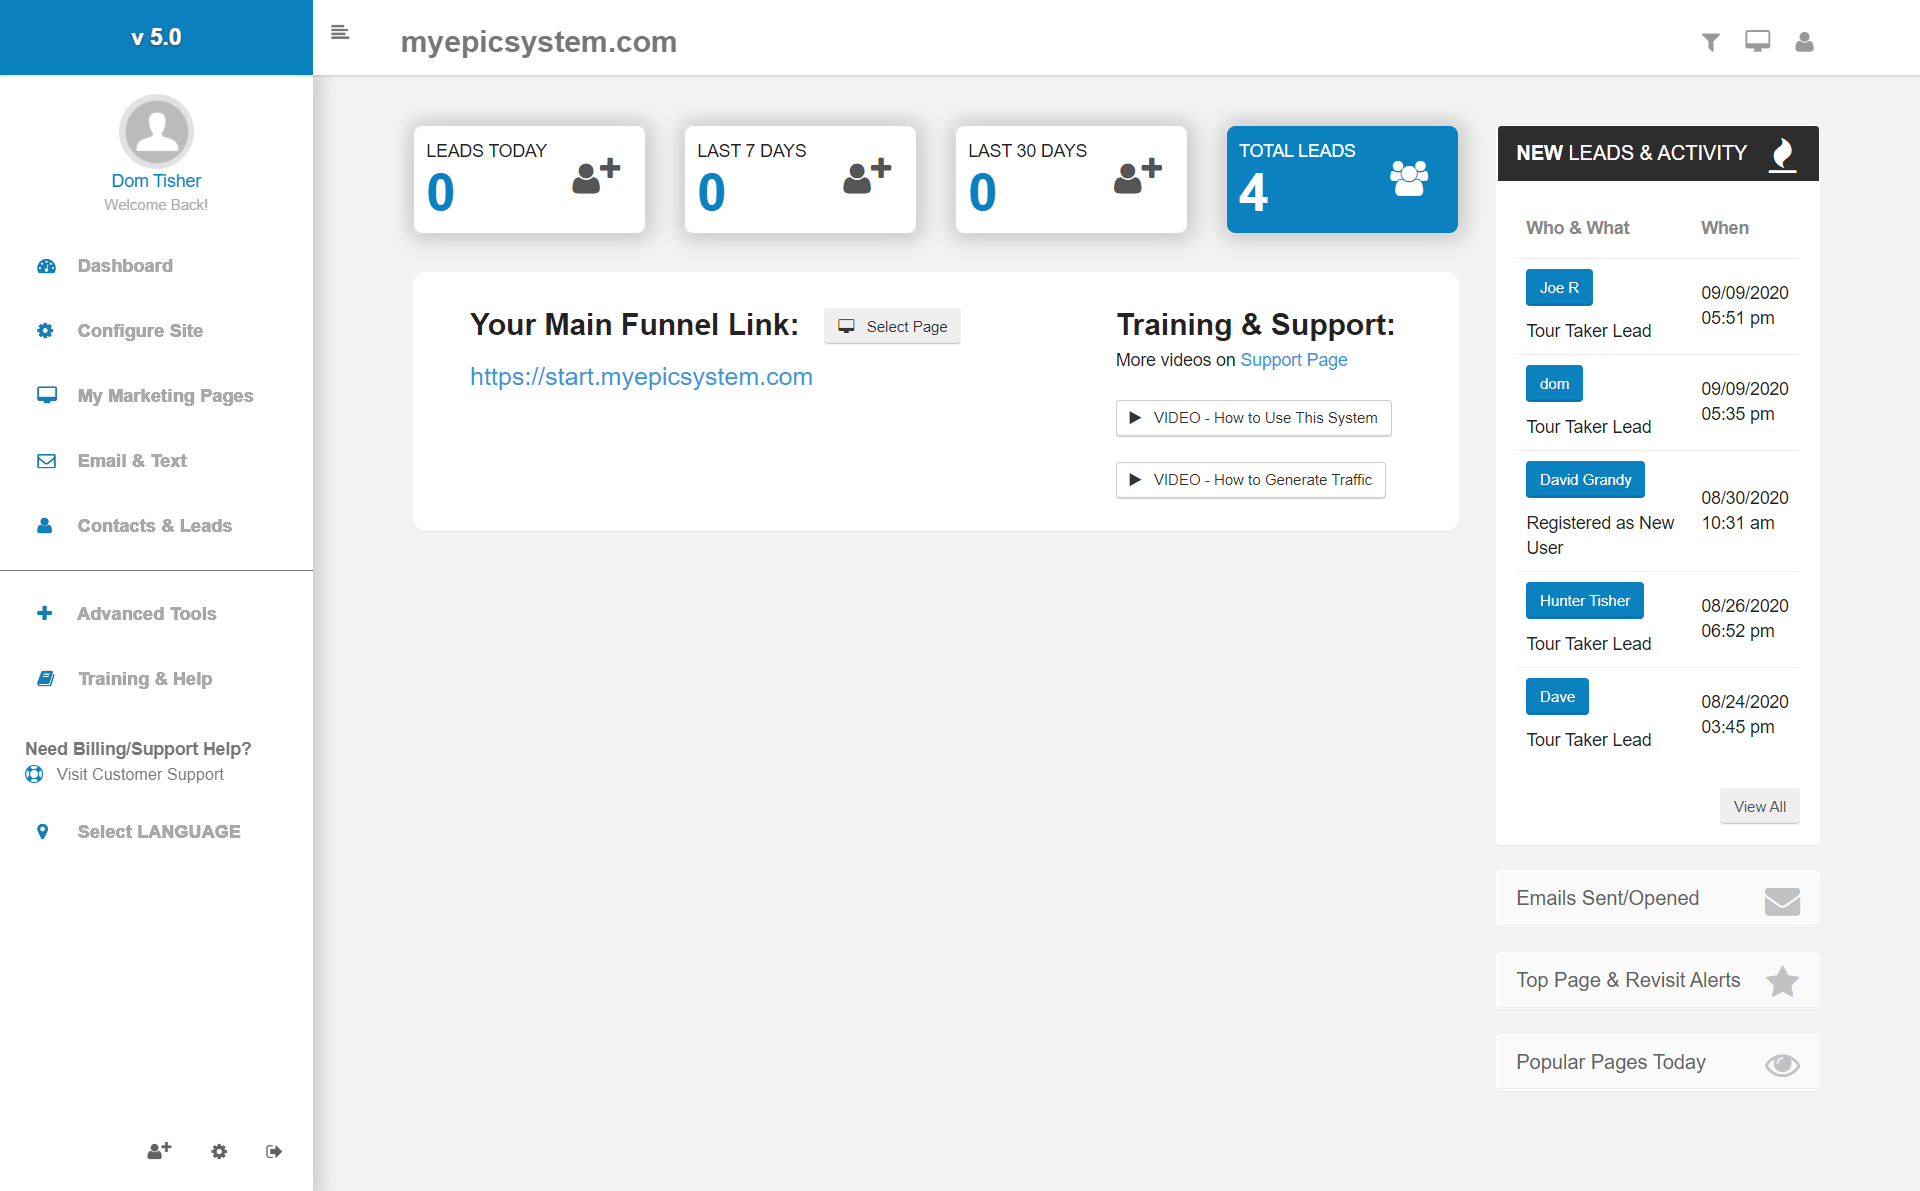 v 5.0
myepicsystem.com
Dom Tisher
Welcome Back!
Dashboard
Configure Site
My Marketing Pages
Email & Text
Contacts & Leads
Advanced Tools
Training & Help
Need Billing/Support Help?
Visit Customer Support
Select LANGUAGE
LEADS TODAY
0
LAST 7 DAYS
0
LAST 30 DAYS
0
TOTAL LEADS
4
Your Main Funnel Link:
Select Page
https://start.myepicsystem.com
Training & Support:
More videos on Support Page
VIDEO - How to Use This System
VIDEO - How to Generate Traffic
NEW LEADS & ACTIVITY
Who & What
When
Joe R
Tour Taker Lead
09/09/2020
05:51 pm
dom
Tour Taker Lead
09/09/2020
05:35 pm
David Grandy
Registered as New
User
08/30/2020
10:31 am
Hunter Tisher
Tour Taker Lead
08/26/2020
06:52 pm
Dave
Tour Taker Lead
08/24/2020
03:45 pm
View All
Emails Sent/Opened
Top Page & Revisit Alerts
Popular Pages Today